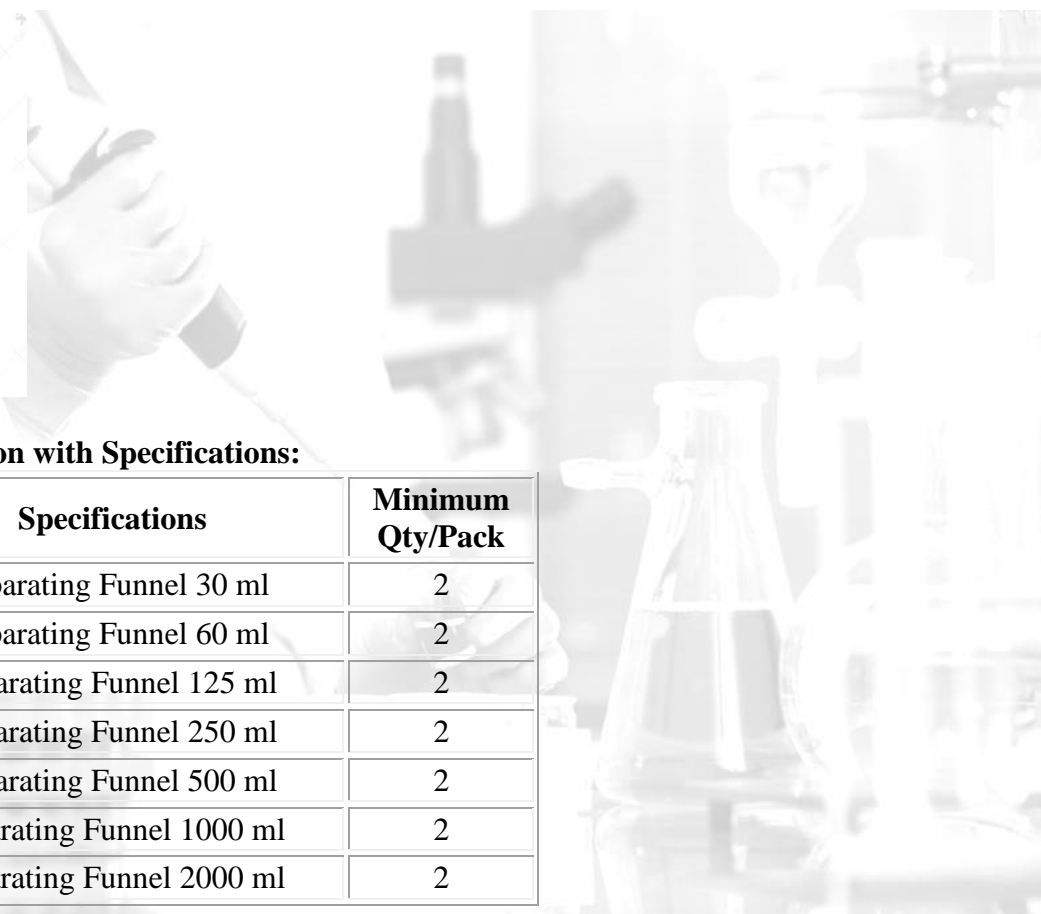 on with Specifications:
Specifications Minimum
Qty/Pack
parating Funnel 30 ml 2
parating Funnel 60 ml 2
arating Funnel 125 ml 2
arating Funnel 250 ml 2
arating Funnel 500 ml 2
rating Funnel 1000 ml 2
rating Funnel 2000 ml 2